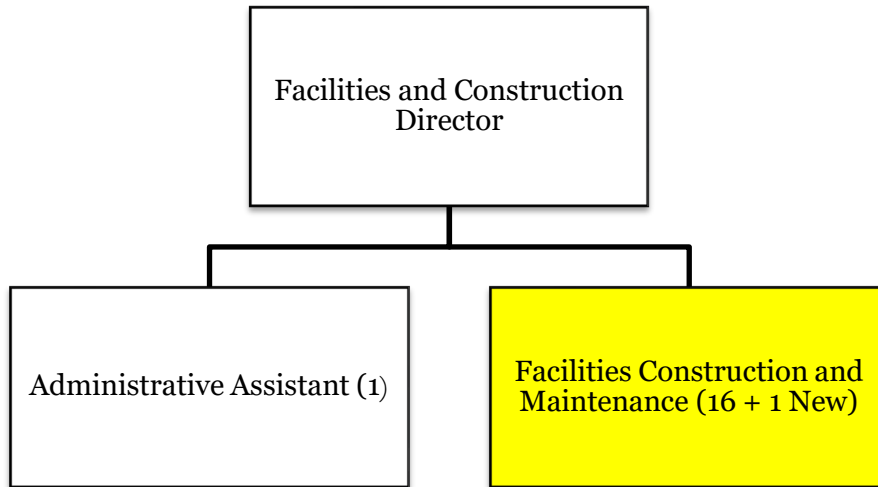 Facilities and Construction
Director
Administrative Assistant (1)
Facilities Construction and
Maintenance (16 + 1 New)